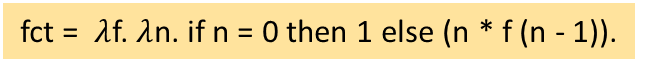 fct = λf. λn. if n = 0 then 1 else (n * f (n - 1)).